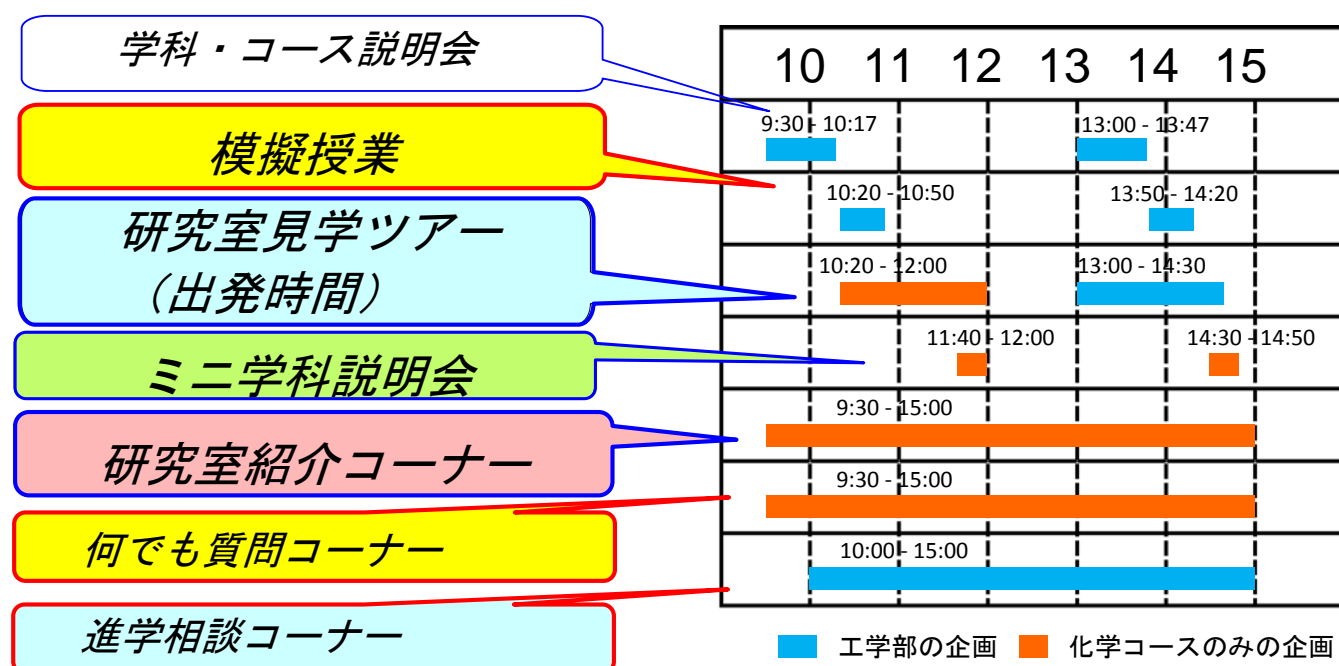 学科・コース説明会
模擬授業
研究室見学ツアー
（出発時間）
ミニ学科説明会
研究室紹介コーナー
何でも質問コーナー
進学相談コーナー
10 11 12 13 14 15
9:30 - 10:17 13:00 - 13:47
10:20 - 10:50 13:50 - 14:20
10:20 - 12:00 13:00 - 14:30
11:40 - 12:00 14:30 - 14:50
9:30 - 15:00
9:30 - 15:00
10:00 - 15:00
工学部の企画 化学コースのみの企画